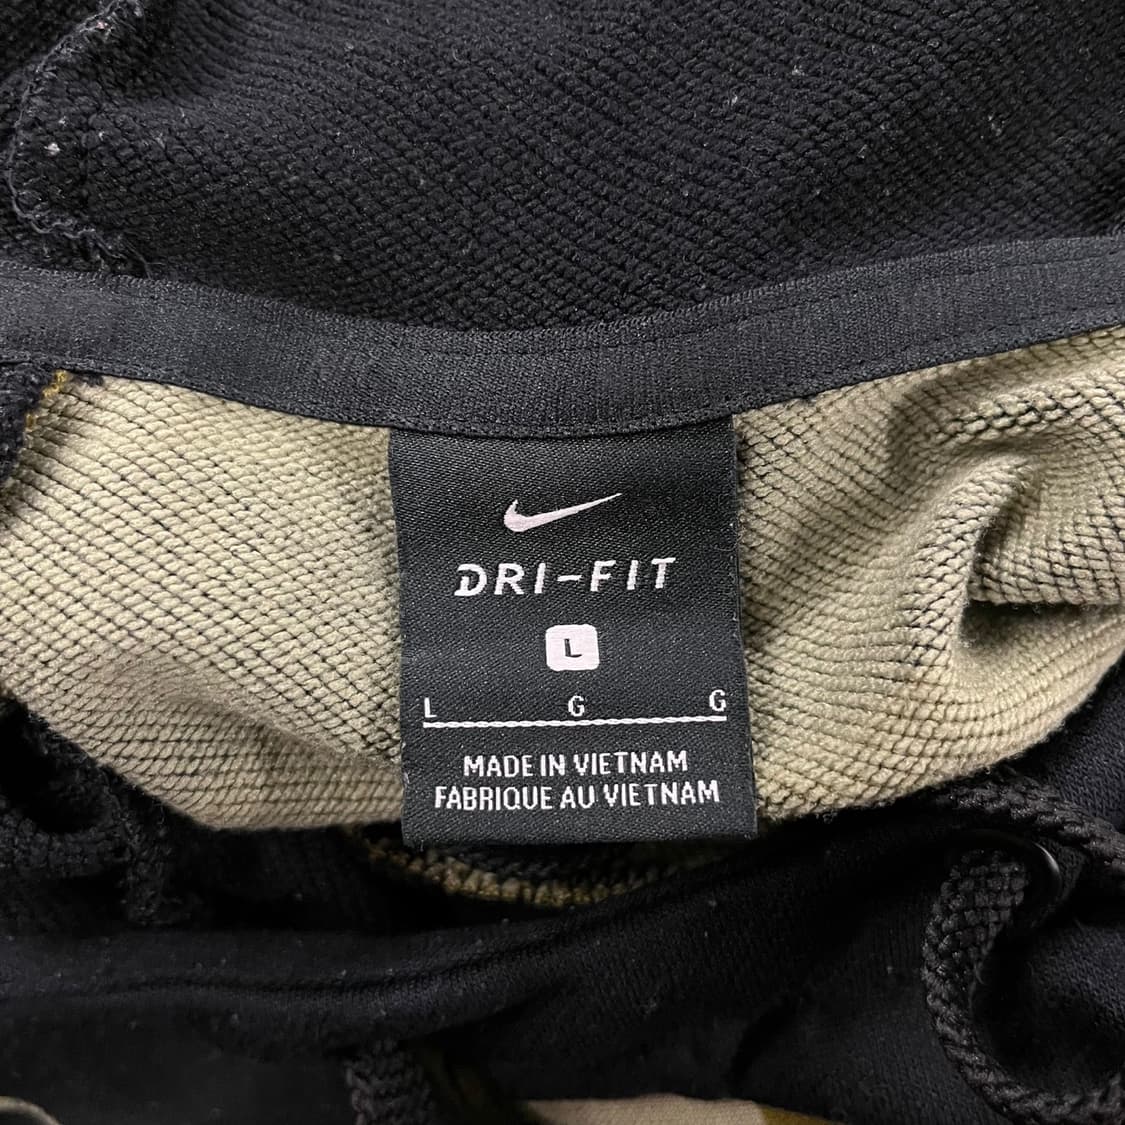 DRI-FIT
L
L G G
MADE IN VIETNAM
FABRIQUE AU VIETNAM